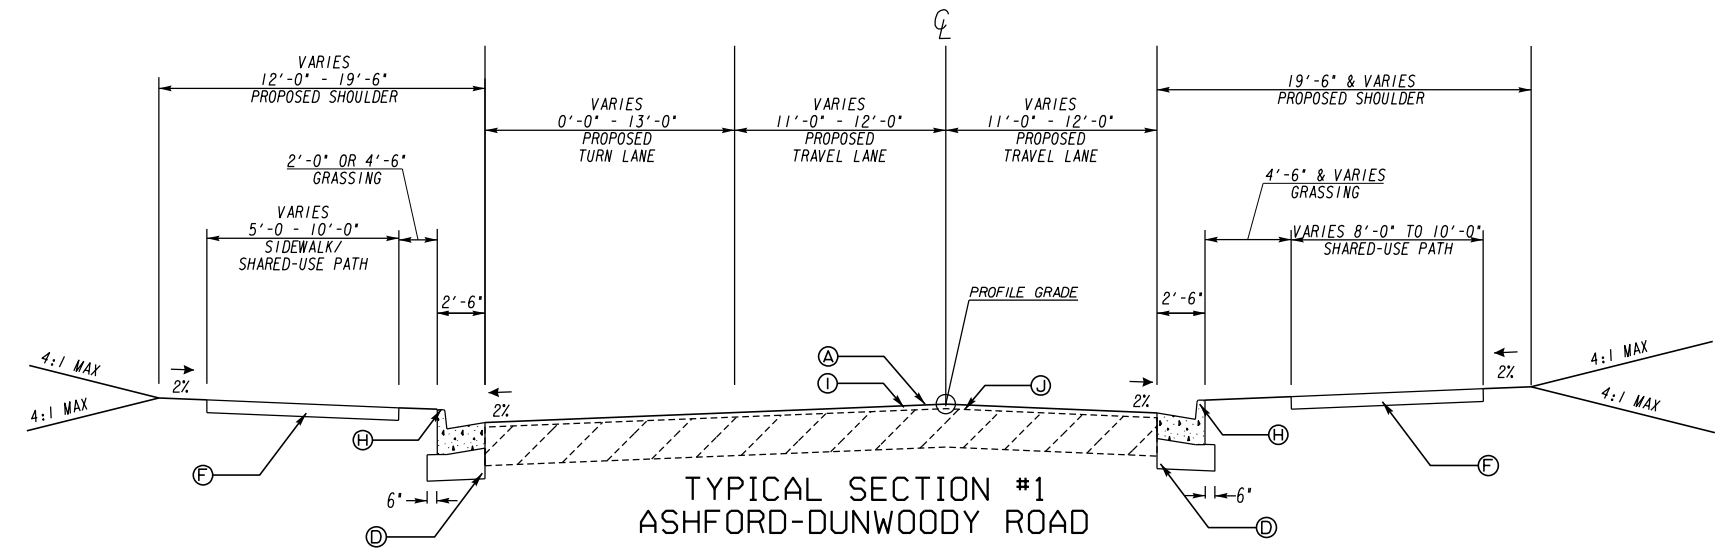 CL
VARIES
12'-0" - 19'-6"
PROPOSED SHOULDER
VARIES
0'-0" - 13'-0"
PROPOSED
TURN LANE
VARIES
11'-0" - 12'-0"
PROPOSED
TRAVEL LANE
VARIES
11'-0" - 12'-0"
PROPOSED
TRAVEL LANE
19'-6" & VARIES
PROPOSED SHOULDER
2'-0" OR 4'-6"
GRASSING
4'-6" & VARIES
GRASSING
VARIES
5'-0 - 10'-0"
SIDEWALK/
SHARED-USE PATH
VARIES 8'-0" TO 10'-0"
SHARED-USE PATH
2'-6"
PROFILE GRADE
2'-6"
4:1 MAX
4:1 MAX
2%
2%
A
I
J
2%
2%
4:1 MAX
4:1 MAX
H
H
F
F
6"
6"
D
D
TYPICAL SECTION #1
ASHFORD-DUNWOODY ROAD